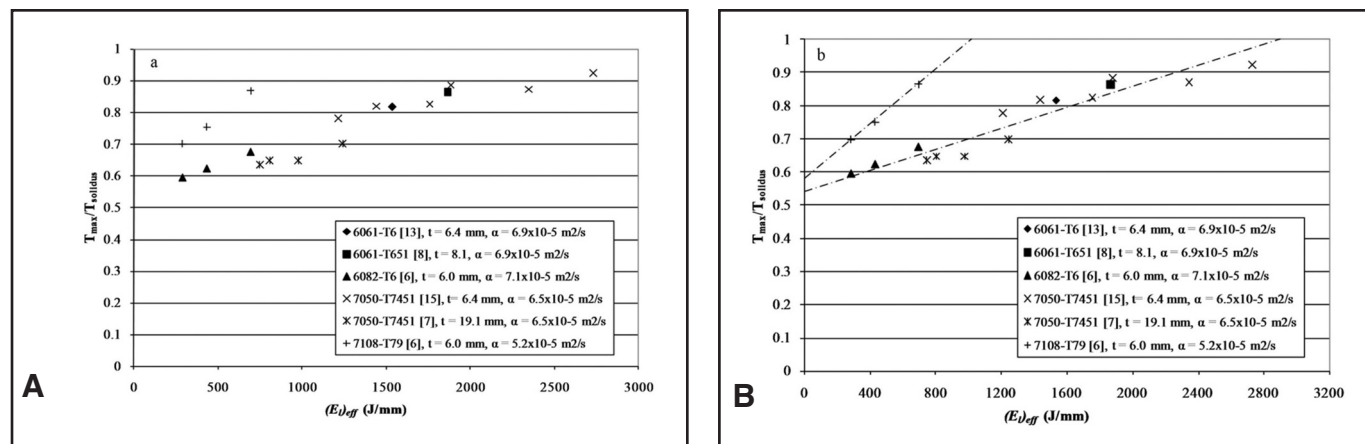 a
1
0.9
0.8
0.7
0.6
0.5
0.4
0.3
0.2
0.1
0
T_max/T_solidus
6061-T6 [13], t = 6.4 mm, α = 6.9x10-5 m2/s
6061-T651 [8], t = 8.1, α = 6.9x10-5 m2/s
6082-T6 [6], t = 6.0 mm, α = 7.1x10-5 m2/s
7050-T7451 [15], t= 6.4 mm, α = 6.5x10-5 m2/s
7050-T7451 [7], t = 19.1 mm, α = 6.5x10-5 m2/s
7108-T79 [6], t = 6.0 mm, α = 5.2x10-5 m2/s
0 500 1000 1500 2000 2500 3000
(E_l)_eff (J/mm)
A
b
1
0.9
0.8
0.7
0.6
0.5
0.4
0.3
0.2
0.1
0
T_max/T_solidus
6061-T6 [13], t = 6.4 mm, α = 6.9x10-5 m2/s
6061-T651 [8], t = 8.1, α = 6.9x10-5 m2/s
6082-T6 [6], t = 6.0 mm, α = 7.1x10-5 m2/s
7050-T7451 [15], t = 6.4 mm, α = 6.5x10-5 m2/s
7050-T7451 [7], t = 19.1 mm, α = 6.5x10-5 m2/s
7108-T79 [6], t = 6.0 mm, α = 5.2x10-5 m2/s
0 400 800 1200 1600 2000 2400 2800 3200
(E_l)_eff (J/mm)
B